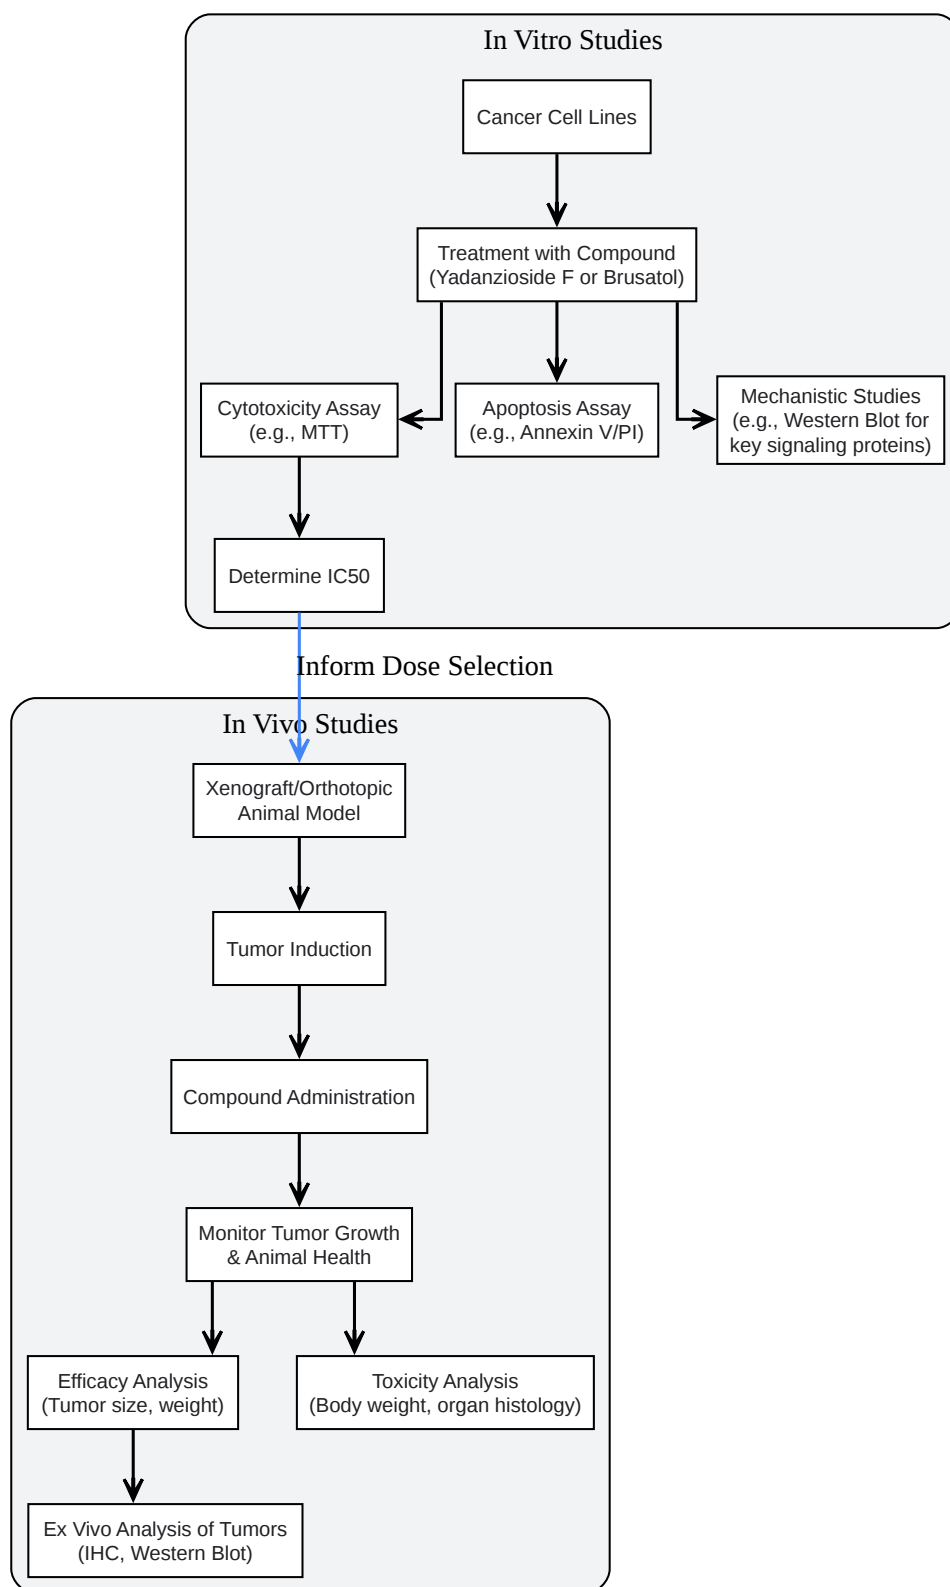 In Vitro Studies
Cancer Cell Lines
Treatment with Compound
(Yadanzioside F or Brusatol)
Cytotoxicity Assay
(e.g., MTT)
Apoptosis Assay
(e.g., Annexin V/PI)
Mechanistic Studies
(e.g., Western Blot for
key signaling proteins)
Determine IC50
Inform Dose Selection
In Vivo Studies
Xenograft/Orthotopic
Animal Model
Tumor Induction
Compound Administration
Monitor Tumor Growth
& Animal Health
Efficacy Analysis
(Tumor size, weight)
Toxicity Analysis
(Body weight, organ histology)
Ex Vivo Analysis of Tumors
(IHC, Western Blot)